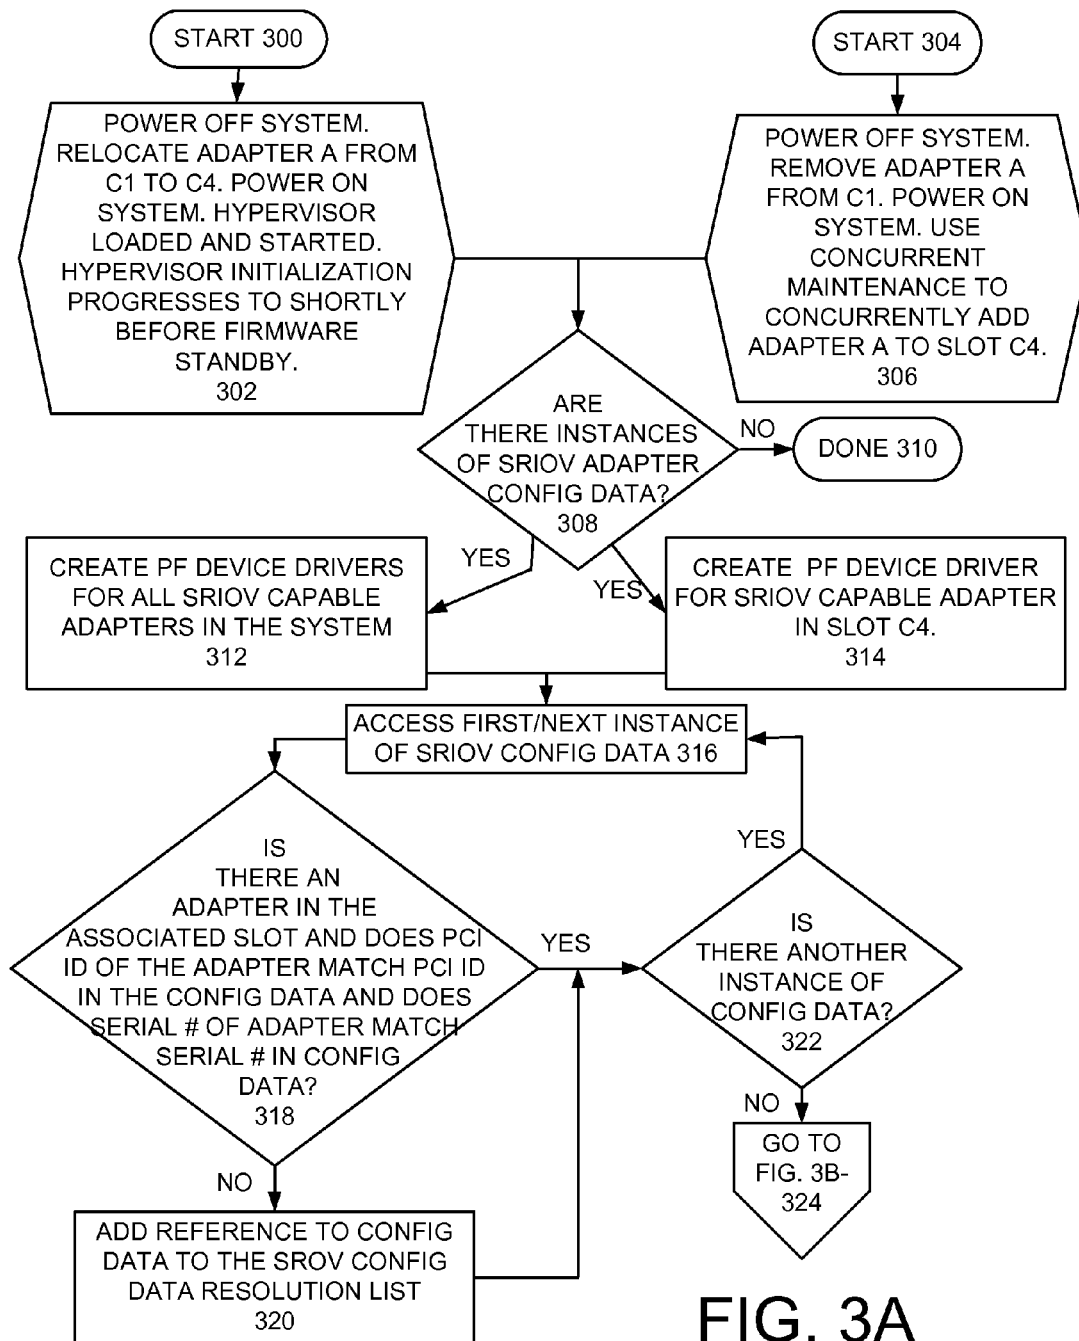 START 300
POWER OFF SYSTEM.
RELOCATE ADAPTER A FROM
C1 TO C4. POWER ON
SYSTEM. HYPERVISOR
LOADED AND STARTED.
HYPERVISOR INITIALIZATION
PROGRESSES TO SHORTLY
BEFORE FIRMWARE
STANDBY.
302
START 304
POWER OFF SYSTEM.
REMOVE ADAPTER A
FROM C1. POWER ON
SYSTEM. USE
CONCURRENT
MAINTENANCE TO
CONCURRENTLY ADD
ADAPTER A TO SLOT C4.
306
ARE
THERE INSTANCES
OF SRIOV ADAPTER
CONFIG DATA?
308
NO
DONE 310
YES
YES
CREATE PF DEVICE DRIVERS
FOR ALL SRIOV CAPABLE
ADAPTERS IN THE SYSTEM
312
CREATE PF DEVICE DRIVER
FOR SRIOV CAPABLE ADAPTER
IN SLOT C4.
314
ACCESS FIRST/NEXT INSTANCE
OF SRIOV CONFIG DATA 316
IS
THERE AN
ADAPTER IN THE
ASSOCIATED SLOT AND DOES PCI
ID OF THE ADAPTER MATCH PCI ID
IN THE CONFIG DATA AND DOES
SERIAL # OF ADAPTER MATCH
SERIAL # IN CONFIG
DATA?
318
YES
NO
ADD REFERENCE TO CONFIG
DATA TO THE SROV CONFIG
DATA RESOLUTION LIST
320
YES
IS
THERE ANOTHER
INSTANCE OF
CONFIG DATA?
322
NO
GO TO
FIG. 3B-
324
FIG. 3A